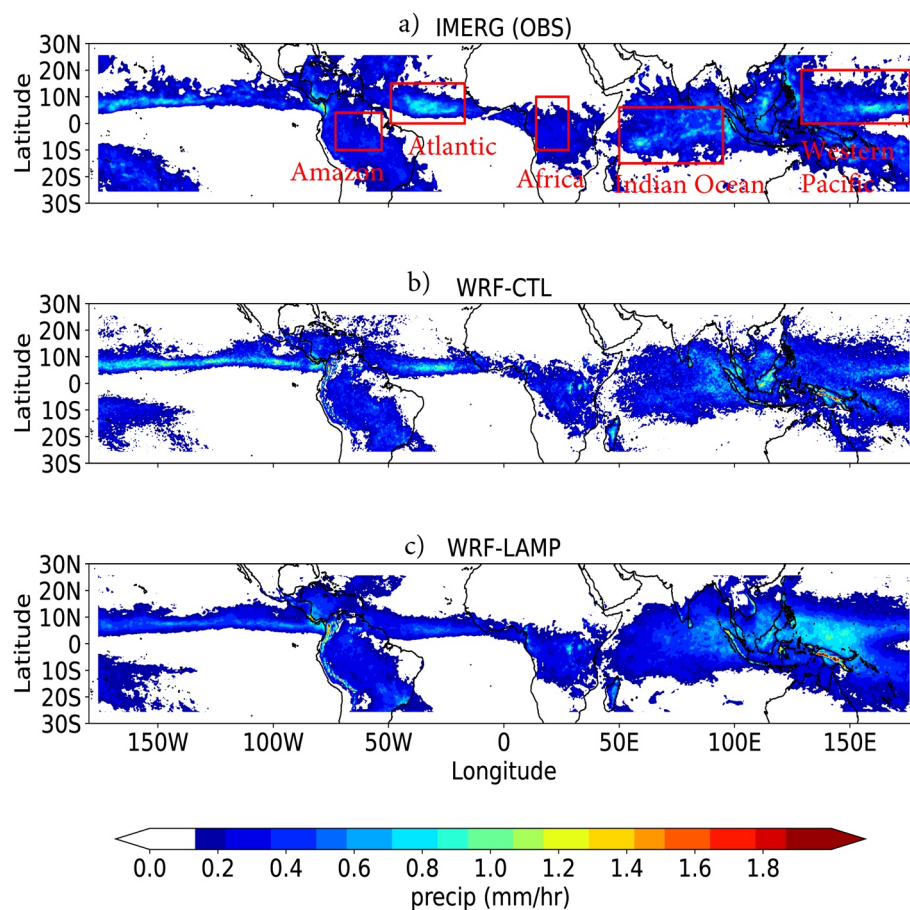 a) IMERG (OBS)
30N
20N
10N
0
10S
20S
30S
Latitude
Amazon
Atlantic
Africa
Indian Ocean
Western
Pacific
b) WRF-CTL
30N
20N
10N
0
10S
20S
30S
Latitude
c) WRF-LAMP
30N
20N
10N
0
10S
20S
30S
Latitude
150W 100W 50W 0 50E 100E 150E
Longitude
0.0 0.2 0.4 0.6 0.8 1.0 1.2 1.4 1.6 1.8
precip (mm/hr)